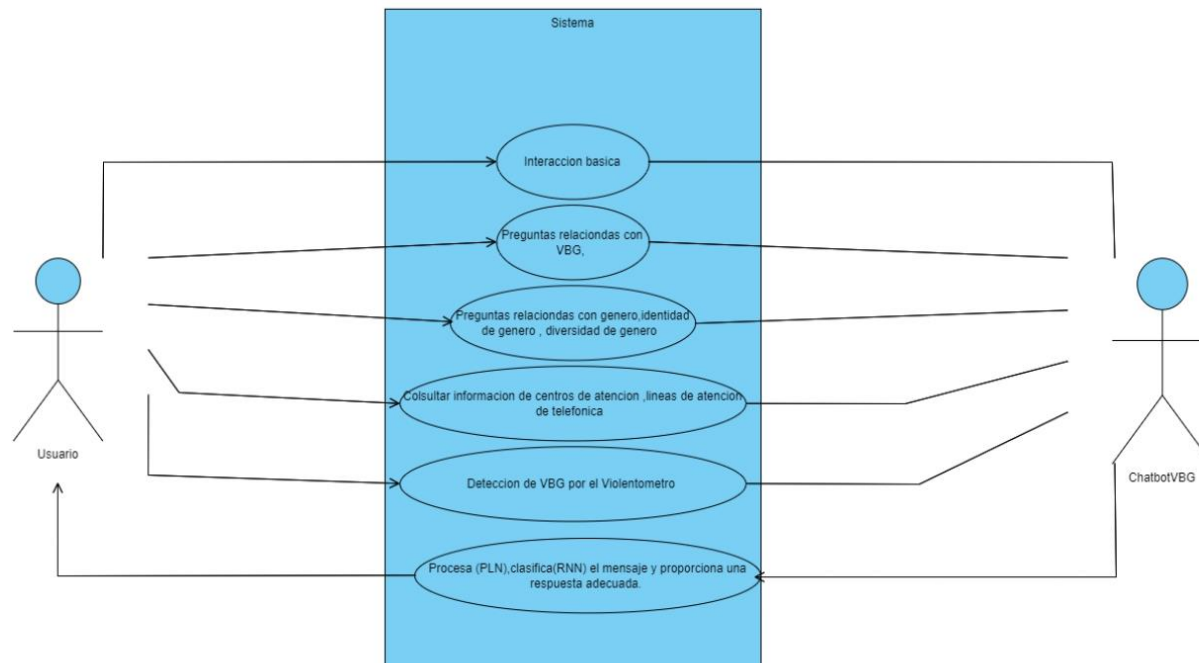 Sistema
Interaccion basica
Preguntas relaciondas con
VBG,
Preguntas relaciondas con genero,identidad
de genero , diversidad de genero
Colsultar informacion de centros de atencion ,lineas de atencion
de telefonica
Usuario
Deteccion de VBG por el Violentometro
ChatbotVBG
Procesa (PLN),clasifica(RNN) el mensaje y proporciona una
respuesta adecuada.